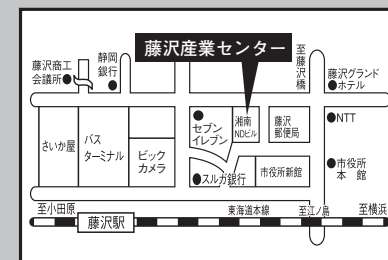 藤沢産業センター
藤沢商工
会議所
静岡
銀行
至藤沢橋
藤沢グランド
ホテル
さいか屋
バス
ターミナル
ビック
カメラ
セブン
イレブン
湘南
NDビル
藤沢
郵便局
NTT
スルガ銀行
市役所新館
市役所
本館
至小田原
藤沢駅
東海道本線
至江ノ島
至横浜